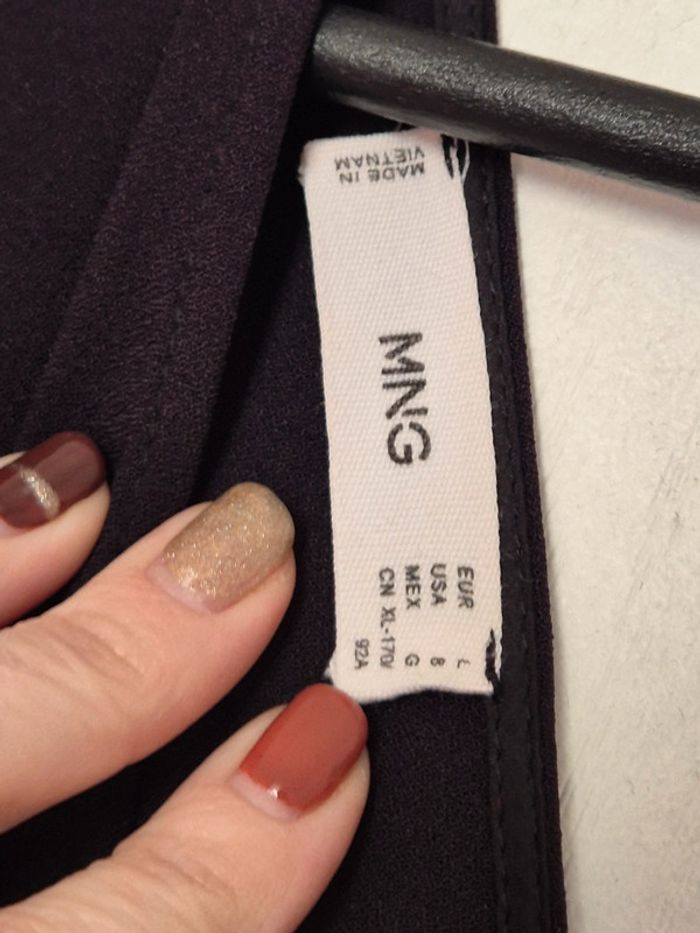 MADE IN
VIETNAM
MNG
EUR L
USA 8
MEX G
CN XL-170/
92A